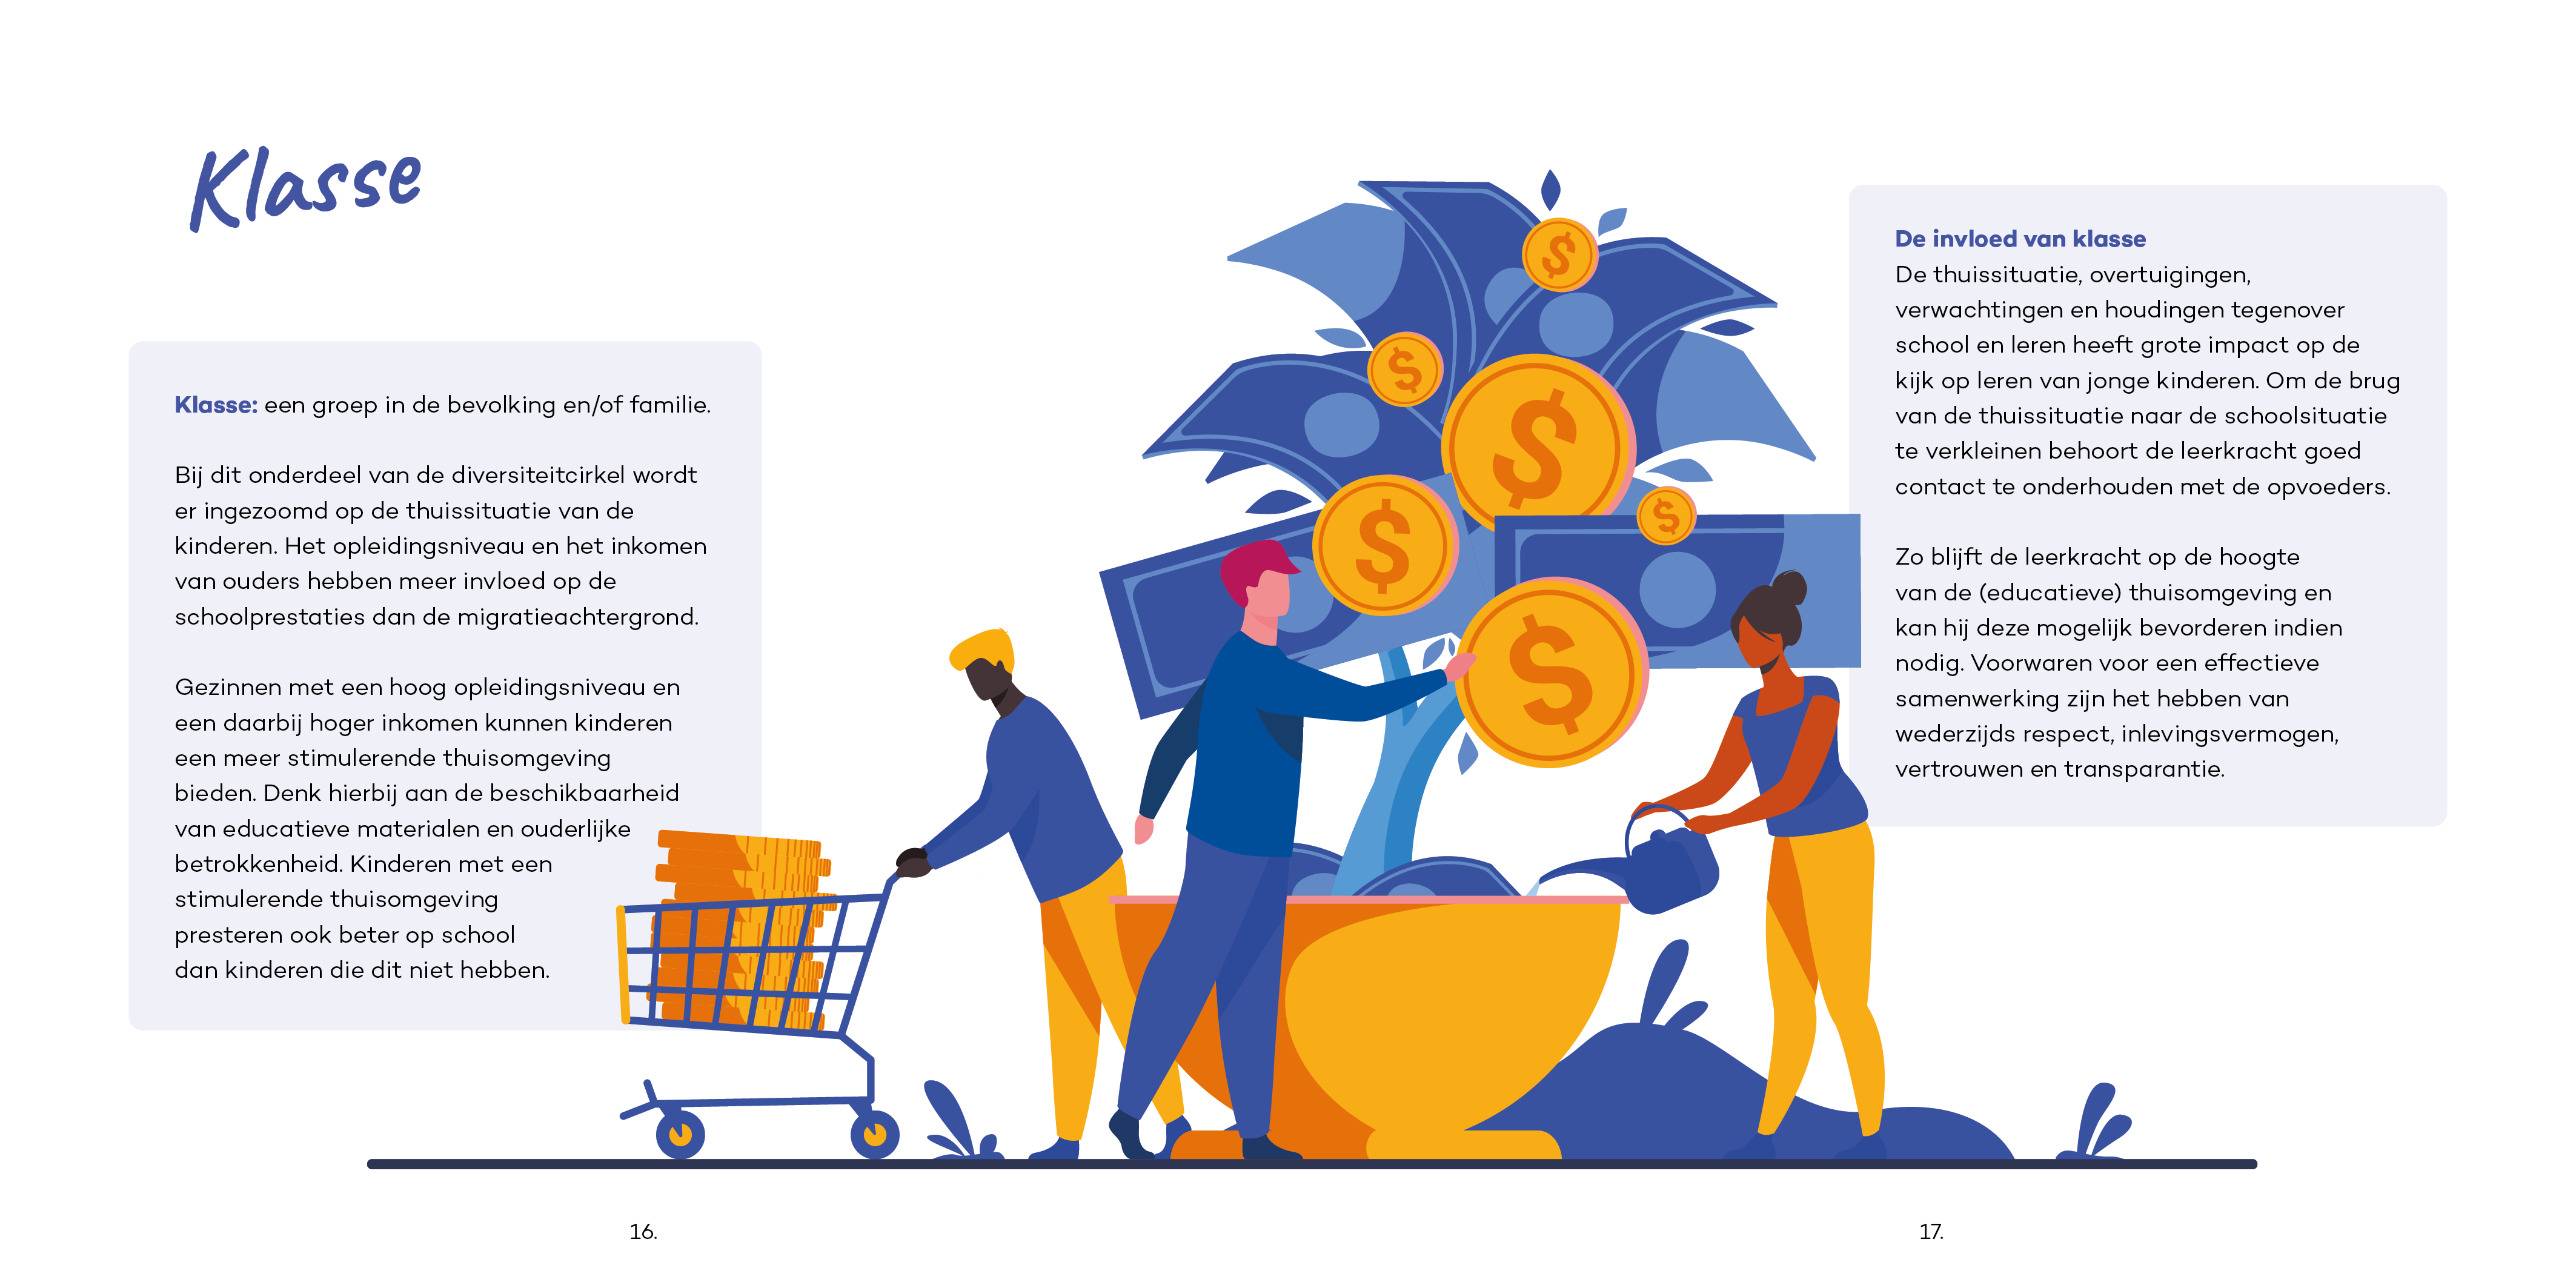 Klasse
Klasse: een groep in de bevolking en/of familie.
Bij dit onderdeel van de diversiteitcirkel wordt
er ingezoomd op de thuissituatie van de
kinderen. Het opleidingsniveau en het inkomen
van ouders hebben meer invloed op de
schoolprestaties dan de migratieachtergrond.
Gezinnen met een hoog opleidingsniveau en
een daarbij hoger inkomen kunnen kinderen
een meer stimulerende thuisomgeving
bieden. Denk hierbij aan de beschikbaarheid
van educatieve materialen en ouderlijke
betrokkenheid. Kinderen met een
stimulerende thuisomgeving
presteren ook beter op school
dan kinderen die dit niet hebben.
16.
$
$
$
$
$
$
De invloed van klasse
De thuissituatie, overtuigingen,
verwachtingen en houdingen tegenover
school en leren heeft grote impact op de
kijk op leren van jonge kinderen. Om de brug
van de thuissituatie naar de schoolsituatie
te verkleinen behoort de leerkracht goed
contact te onderhouden met de opvoeders.
Zo blijft de leerkracht op de hoogte
van de (educatieve) thuisomgeving en
kan hij deze mogelijk bevorderen indien
nodig. Voorwaren voor een effectieve
samenwerking zijn het hebben van
wederzijds respect, inlevingsvermogen,
vertrouwen en transparantie.
17.